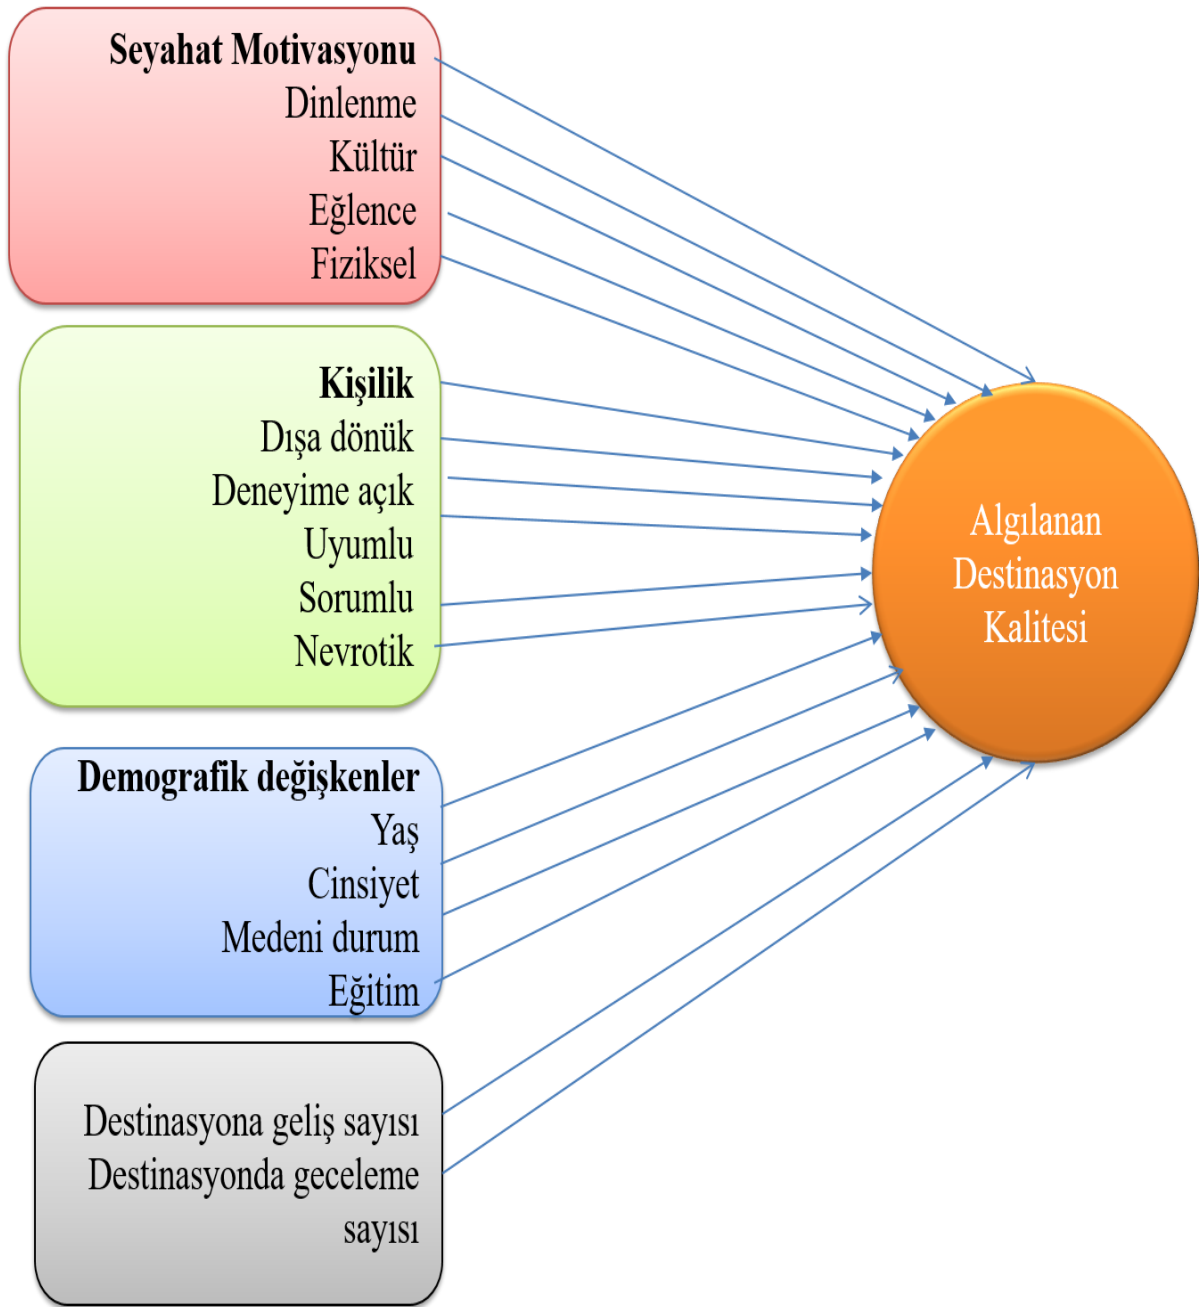 Seyahat Motivasyonu
Dinlenme
Kültür
Eğlence
Fiziksel
Kişilik
Dışa dönük
Deneyime açık
Uyumlu
Sorumlu
Nevrotik
Demografik değişkenler
Yaş
Cinsiyet
Medeni durum
Eğitim
Destinasyona geliş sayısı
Destinasyonda geceleme
sayısı
Algılanan
Destinasyon
Kalitesi